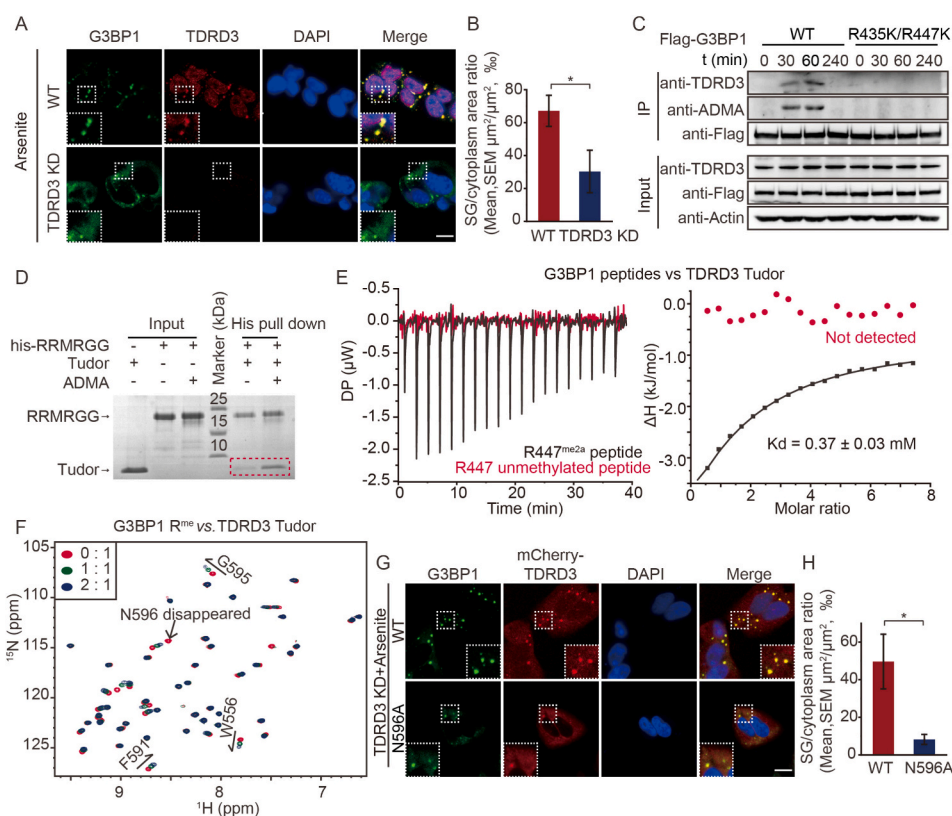 A
G3BP1 TDRD3 DAPI Merge
Arsenite
WT
TDRD3 KD
B
SG/cytoplasm area ratio
(Mean,SEM μm²/μm², ‰)
*
80
60
40
20
0
WT TDRD3 KD
C
WT R435K/R447K
Flag-G3BP1
t (min) 0 30 60 240 0 30 60 240
IP
anti-TDRD3
anti-ADMA
anti-Flag
Input
anti-TDRD3
anti-Flag
anti-Actin
D
Input Marker (kDa) His pull down
his-RRMRGG - + + + +
Tudor + - - + +
ADMA - - + - +
RRMRGG→
Tudor→
25
15
10
E
G3BP1 peptides vs TDRD3 Tudor
DP (μW)
0.0
-0.5
-1.0
-1.5
-2.0
-2.5
R447me2a peptide
R447 unmethylated peptide
0 10 20 30 40
Time (min)
ΔH (kJ/mol)
0.0
-1.0
-2.0
-3.0
Not detected
Kd = 0.37 ± 0.03 mM
0 2 4 6 8
Molar ratio
F
G3BP1 Rme vs. TDRD3 Tudor
0 : 1
1 : 1
2 : 1
15N (ppm)
105
110
115
120
125
G595
N596 disappeared
W556
F591
9 8 7
1H (ppm)
G
mCherry-
G3BP1 TDRD3 DAPI Merge
TDRD3 KD+Arsenite
WT
N596A
H
SG/cytoplasm area ratio
(Mean,SEM μm²/μm², ‰)
*
60
40
20
0
WT N596A